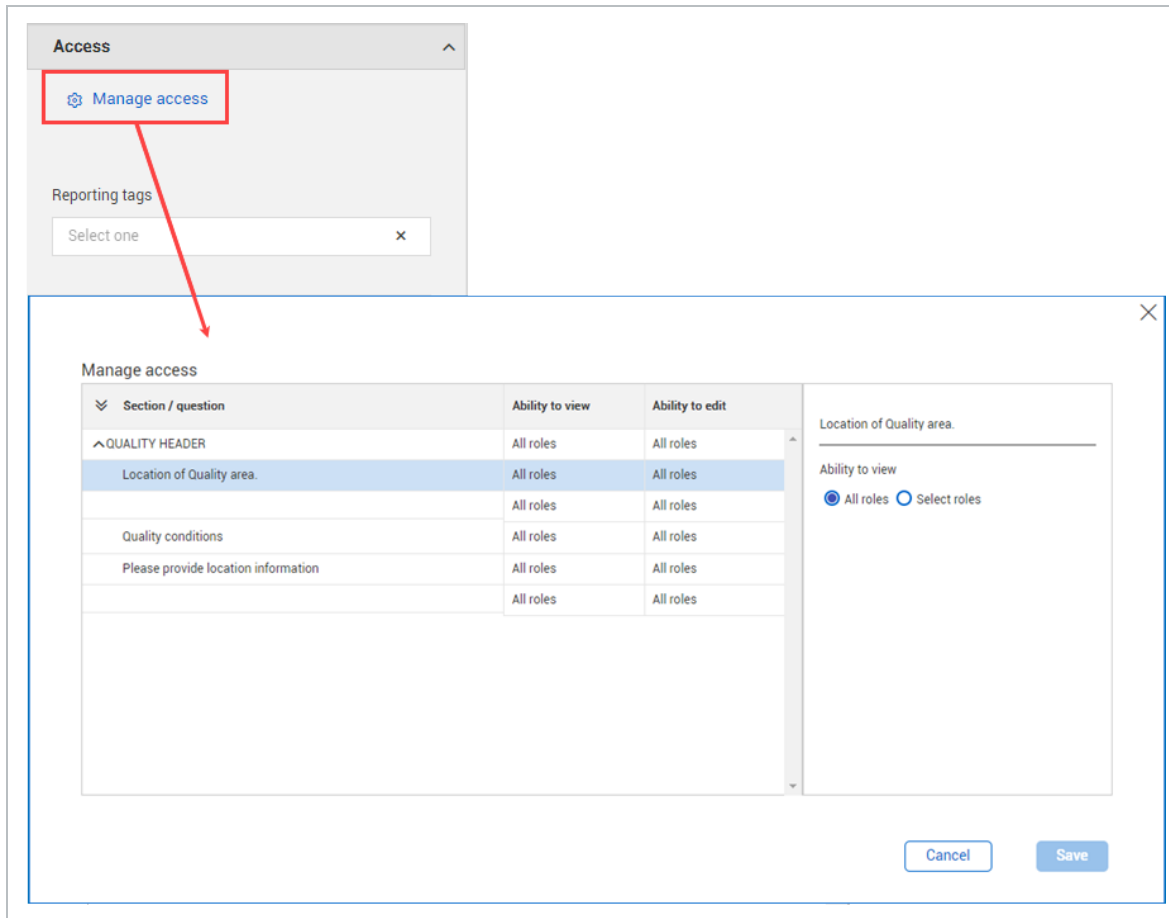 Access
Manage access
Reporting tags
Select one
Manage access
Section / question Ability to view Ability to edit
QUALITY HEADER All roles All roles
Location of Quality area. All roles All roles
All roles All roles
Quality conditions All roles All roles
Please provide location information All roles All roles
All roles All roles
Location of Quality area.
Ability to view
All roles Select roles
Cancel Save